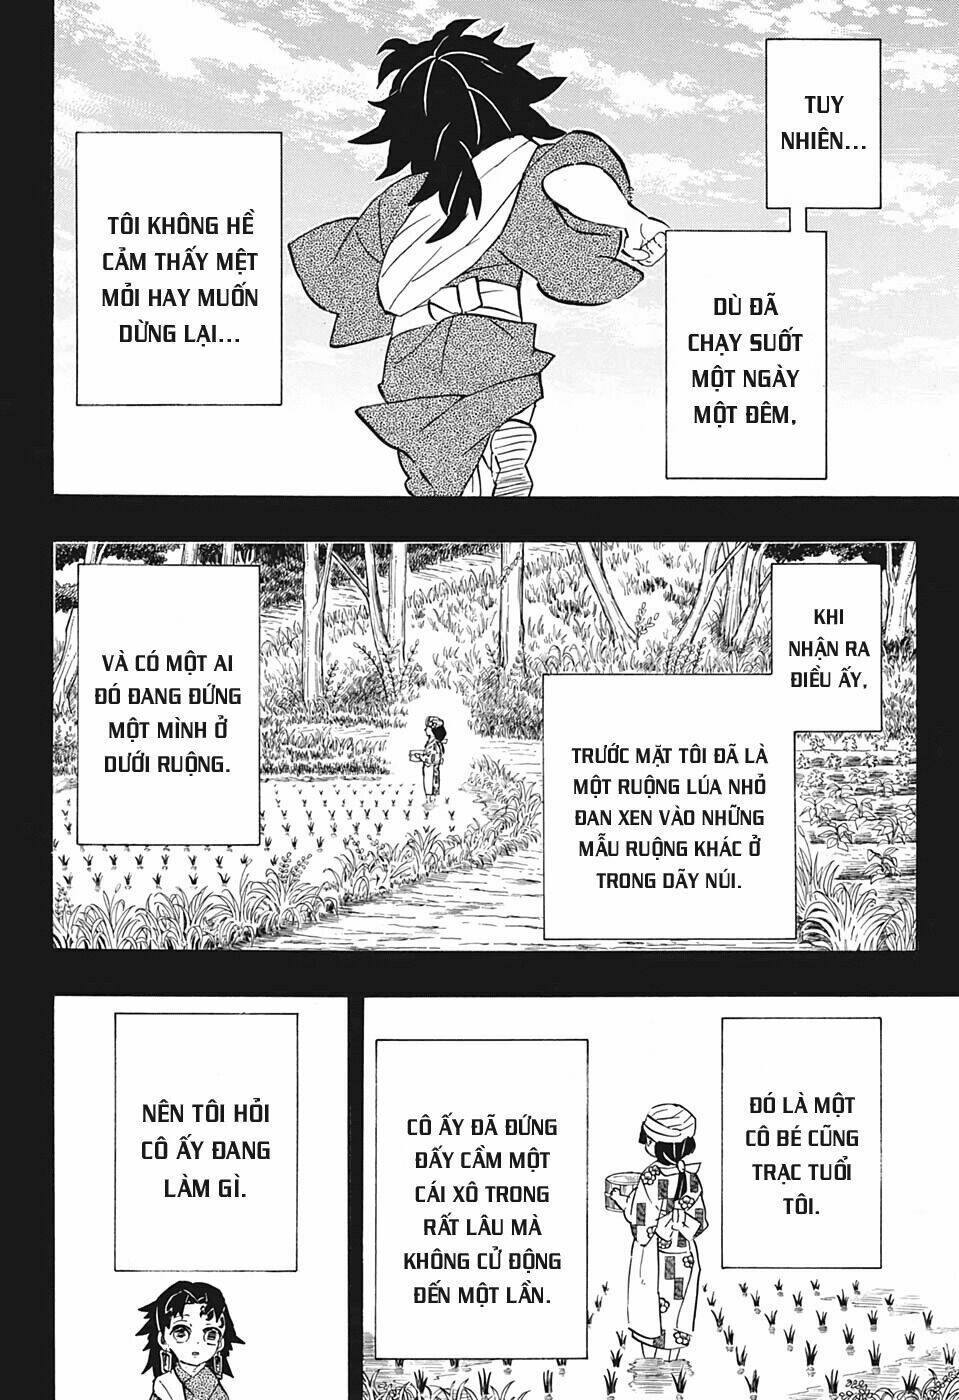 TUY
NHIÊN...
DÙ ĐÃ
CHẠY SUỐT
MỘT NGÀY
MỘT ĐÊM,
TÔI KHÔNG HỀ
CẢM THẤY MỆT
MỎI HAY MUỐN
DỪNG LẠI...
KHI
NHẬN RA
ĐIỀU ẤY,
TRƯỚC MẶT TÔI ĐÃ LÀ
MỘT RUỘNG LÚA NHỎ
ĐAN XEN VÀO NHỮNG
MẪU RUỘNG KHÁC Ở
TRONG DÃY NÚI.
VÀ CÓ MỘT AI
ĐÓ ĐANG ĐỨNG
MỘT MÌNH Ở
DƯỚI RUỘNG.
ĐÓ LÀ MỘT
CÔ BÉ CŨNG
TRẠC TUỔI
TÔI.
CÔ ẤY ĐÃ ĐỨNG
ĐẤY CẦM MỘT
CÁI XÔ TRONG
RẤT LÂU MÀ
KHÔNG CỬ ĐỘNG
ĐẾN MỘT LẦN.
NÊN TÔI HỎI
CÔ ẤY ĐANG
LÀM GÌ.